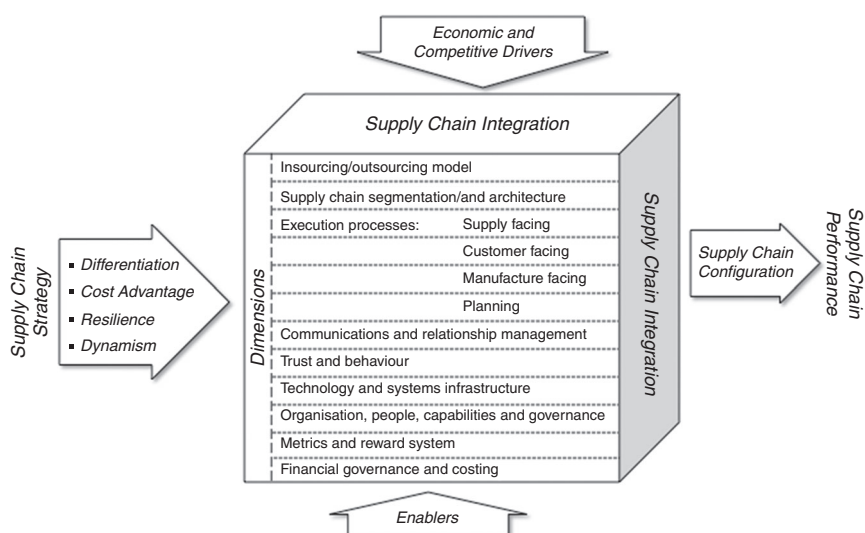 Economic and
Competitive Drivers
Supply Chain Integration
Supply Chain
Strategy
▪ Differentiation
▪ Cost Advantage
▪ Resilience
▪ Dynamism
Dimensions
Insourcing/outsourcing model
Supply chain segmentation/and architecture
Execution processes: Supply facing
Customer facing
Manufacture facing
Planning
Communications and relationship management
Trust and behaviour
Technology and systems infrastructure
Organisation, people, capabilities and governance
Metrics and reward system
Financial governance and costing
Supply Chain Integration
Supply Chain
Configuration
Supply Chain
Performance
Enablers